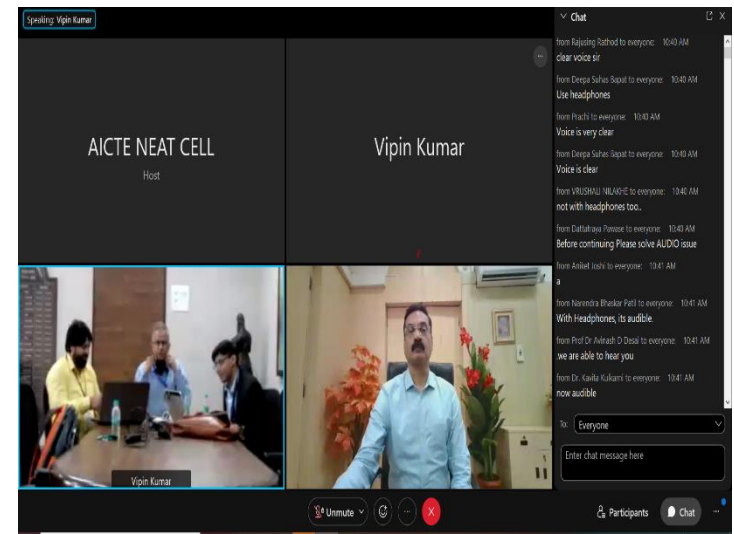 Speaking: Vipin Kumar
AICTE NEAT CELL
Host
Vipin Kumar
Vipin Kumar
Chat
from Rajusing Rathod to everyone: 10:40 AM
clear voice sir
from Deepa Suhas Bapat to everyone: 10:40 AM
Use headphones
from Prachi to everyone: 10:40 AM
Voice is very clear
from Deepa Suhas Bapat to everyone: 10:40 AM
Voice is clear
from VRUSHALI NILAKHE to everyone: 10:40 AM
not with headphones too..
from Dattatraya Pawase to everyone: 10:40 AM
Before continuing Please solve AUDIO issue
from Aniket Joshi to everyone: 10:41 AM
a
from Narendra Bhaskar Patil to everyone: 10:41 AM
With Headphones, its audible.
from Prof Dr Avinash D Desai to everyone: 10:41 AM
.we are able to hear you
from Dr. Kavita Kulkarni to everyone: 10:41 AM
now audible
To: Everyone
Enter chat message here
Unmute
Participants
Chat